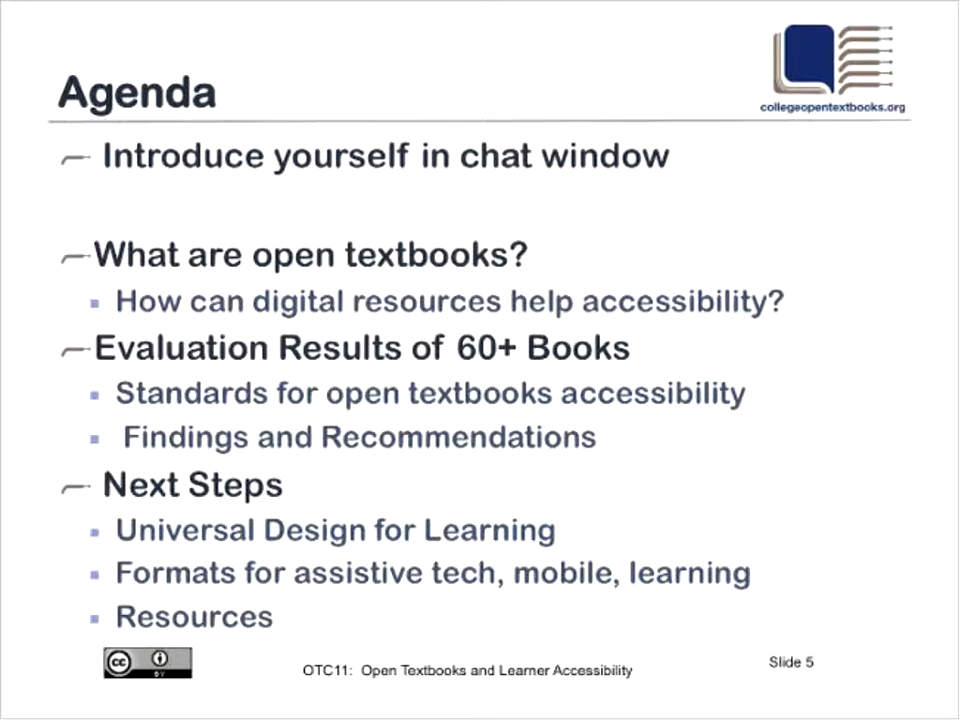 collegeopentextbooks.org
Agenda
Introduce yourself in chat window
What are open textbooks?
How can digital resources help accessibility?
Evaluation Results of 60+ Books
Standards for open textbooks accessibility
Findings and Recommendations
Next Steps
Universal Design for Learning
Formats for assistive tech, mobile, learning
Resources
cc
BY
OTC11: Open Textbooks and Learner Accessibility
Slide 5